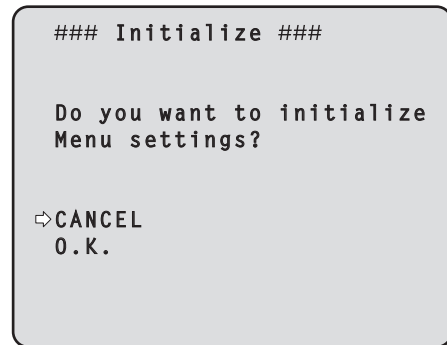 ### Initialize ###
Do you want to initialize
Menu settings?
⇨CANCEL
O.K.